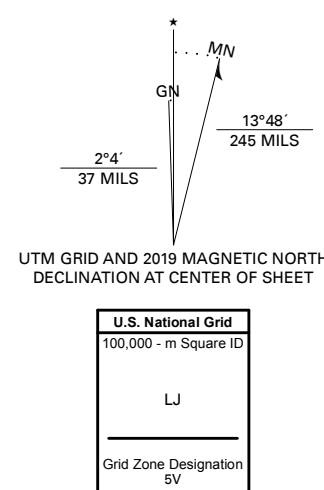 ★
MN
GN
13°48´
245 MILS
2°4´
37 MILS
UTM GRID AND 2019 MAGNETIC NORTH
DECLINATION AT CENTER OF SHEET
U.S. National Grid
100,000 - m Square ID
LJ
Grid Zone Designation
5V